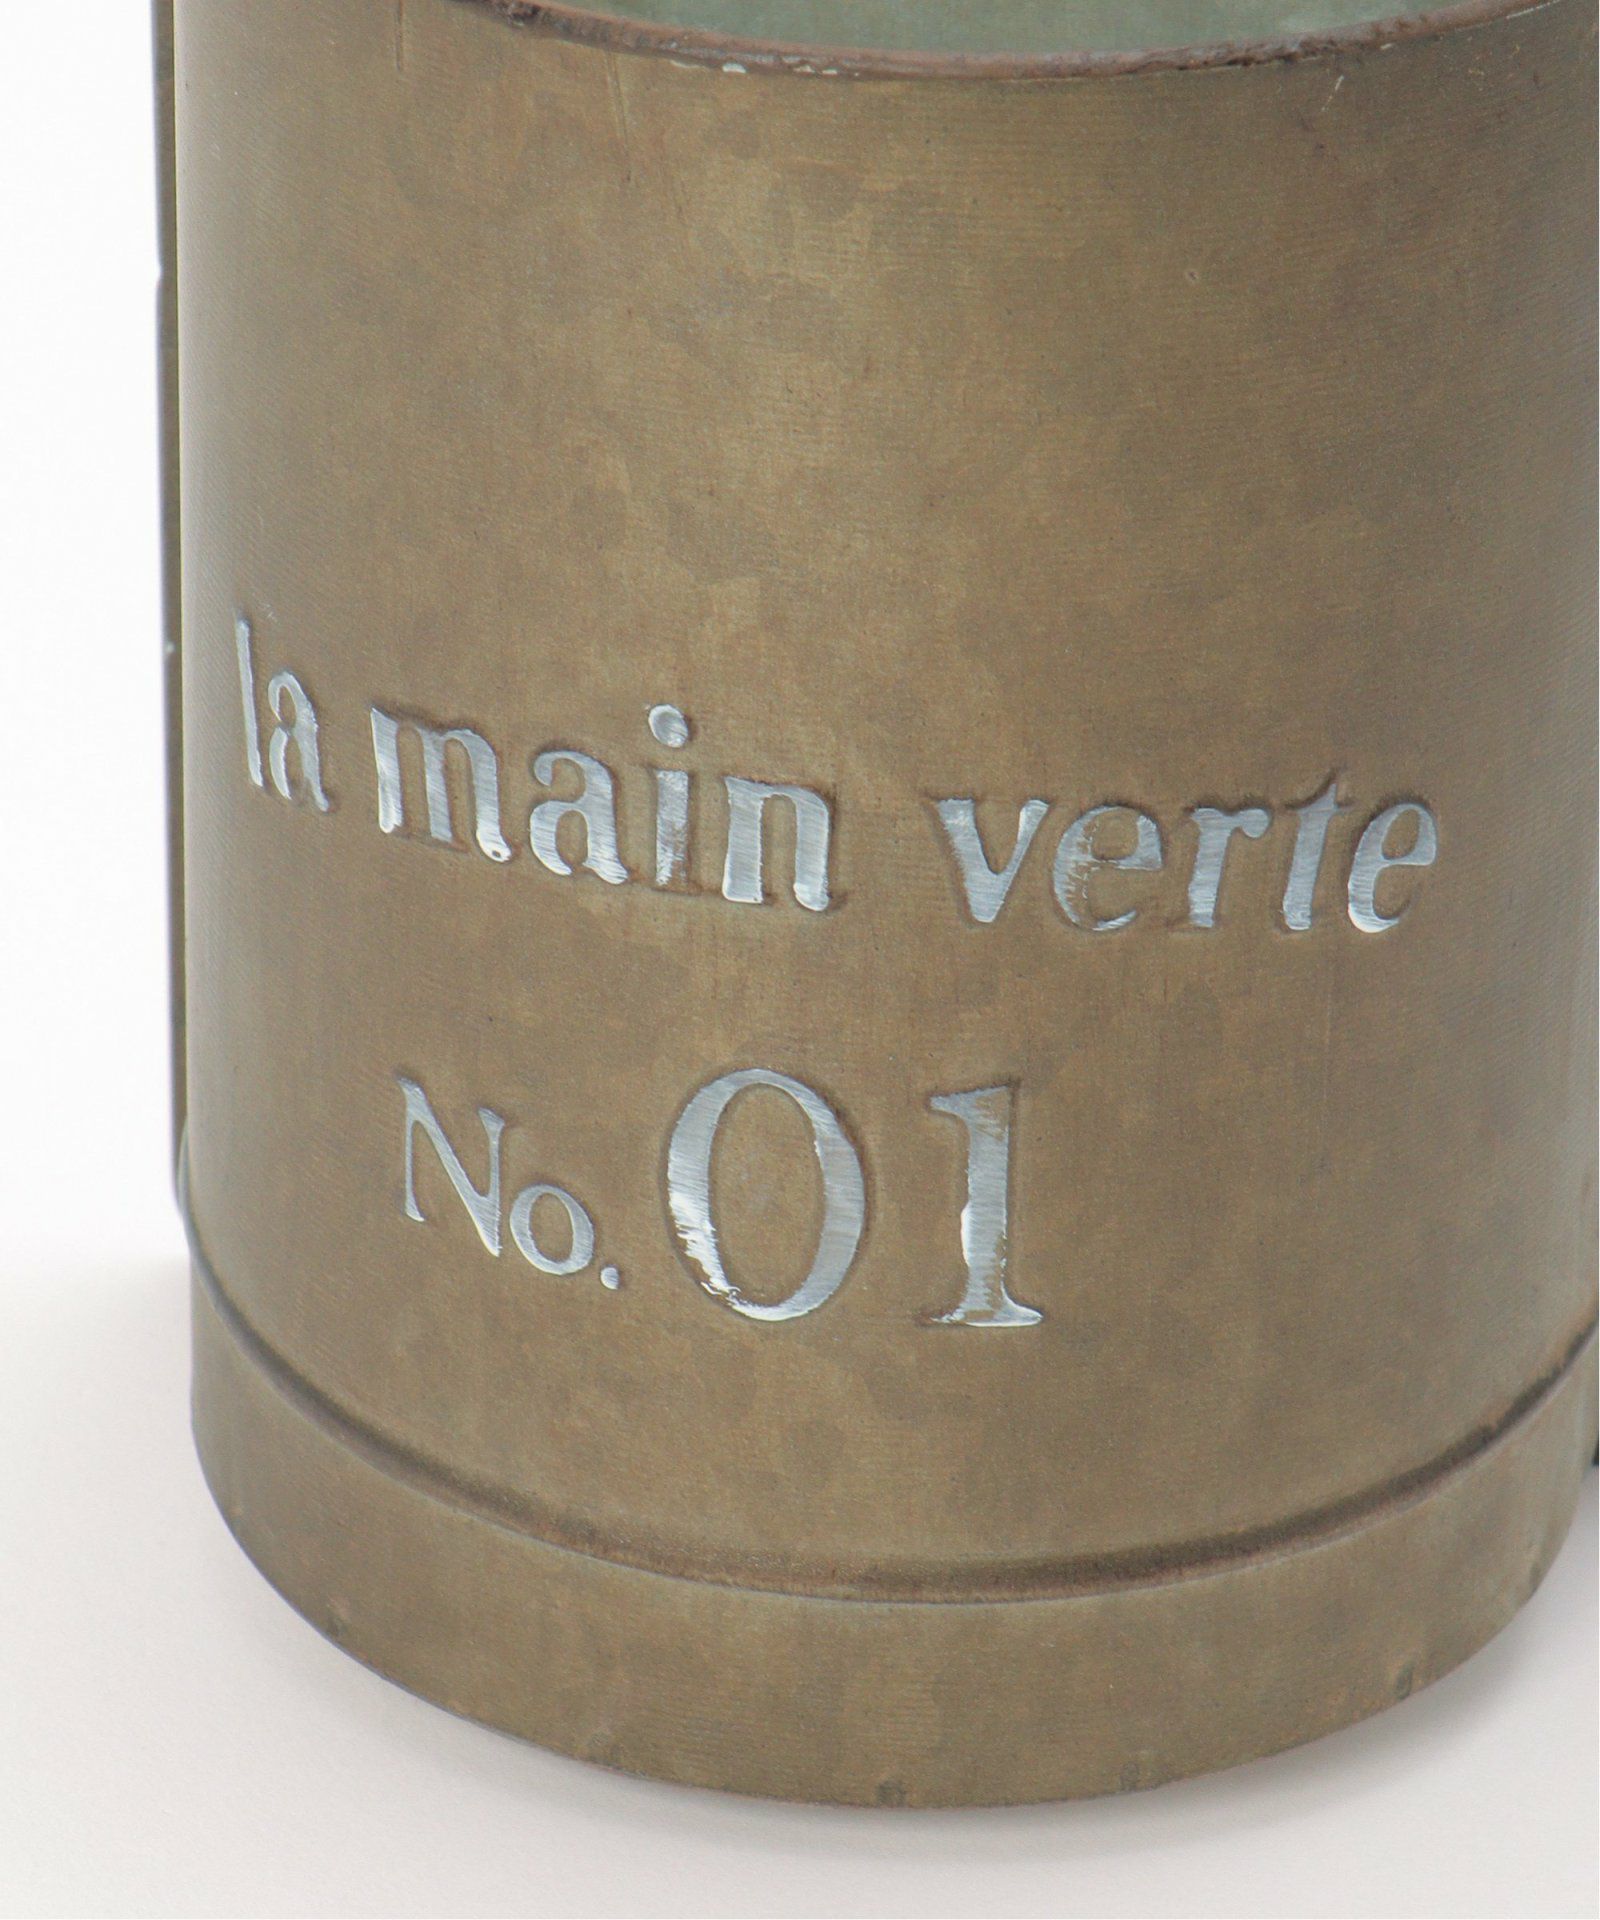 la main verte
No. 01